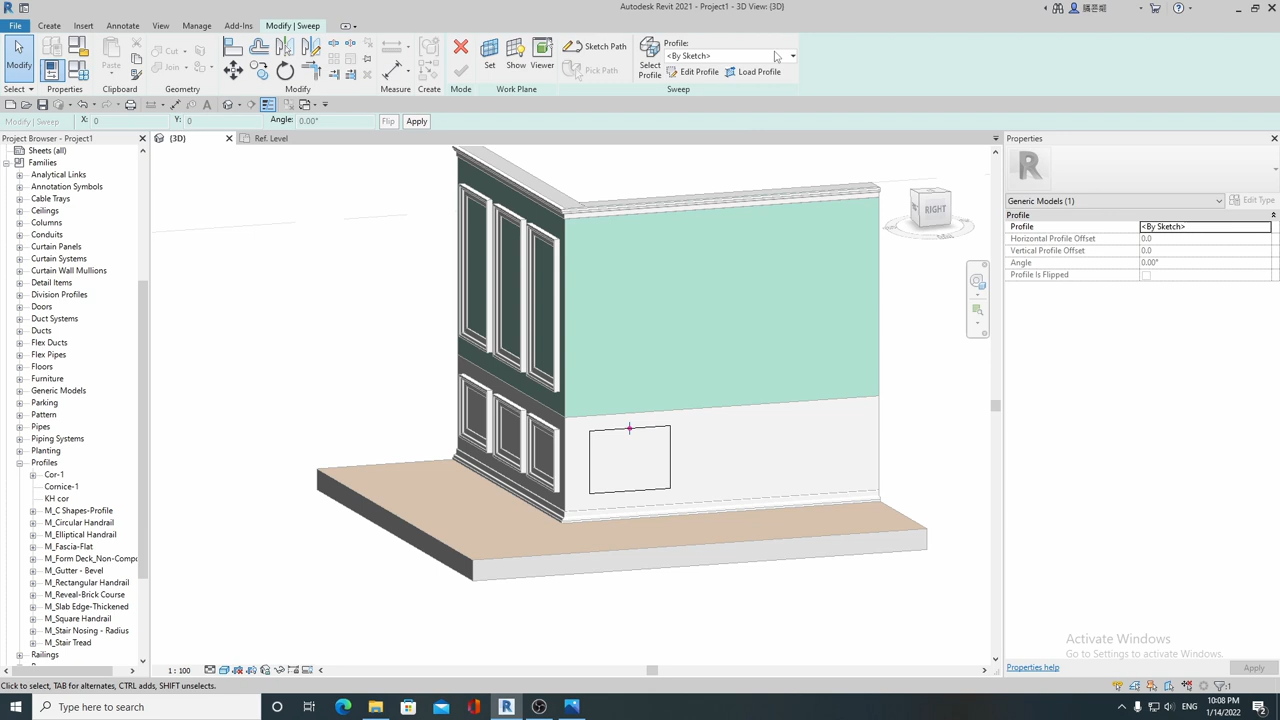 Autodesk Revit 2021 - Project1 - 3D View: {3D}
File Create Insert Annotate View Manage Add-Ins Modify | Sweep
Modify Paste Cut Join Set Show Viewer Sketch Path Pick Path Select Profile Profile: <By Sketch> Edit Profile Load Profile
Select Properties Clipboard Geometry Modify Measure Create Mode Work Plane Sweep
Modify | Sweep X: 0 Y: 0 Angle: 0.00° Flip Apply
Project Browser - Project1
{3D} Ref. Level
Properties
Sheets (all)
Families
Analytical Links
Annotation Symbols
Cable Trays
Ceilings
Columns
Conduits
Curtain Panels
Curtain Systems
Curtain Wall Mullions
Detail Items
Division Profiles
Doors
Duct Systems
Ducts
Flex Ducts
Flex Pipes
Floors
Furniture
Generic Models
Parking
Pattern
Pipes
Piping Systems
Planting
Profiles
Cor-1
Cornice-1
KH cor
M_C Shapes-Profile
M_Circular Handrail
M_Elliptical Handrail
M_Fascia-Flat
M_Form Deck_Non-Compo
M_Gutter - Bevel
M_Rectangular Handrail
M_Reveal-Brick Course
M_Slab Edge-Thickened
M_Square Handrail
M_Stair Nosing - Radius
M_Stair Tread
Railings
RIGHT
Generic Models (1) Edit Type
Profile
Profile <By Sketch>
Horizontal Profile Offset 0.0
Vertical Profile Offset 0.0
Angle 0.00°
Profile Is Flipped
Activate Windows
Go to Settings to activate Windows.
Properties help Apply
1 : 100
Click to select, TAB for alternates, CTRL adds, SHIFT unselects.
:1
Type here to search
ENG
10:08 PM
1/14/2022